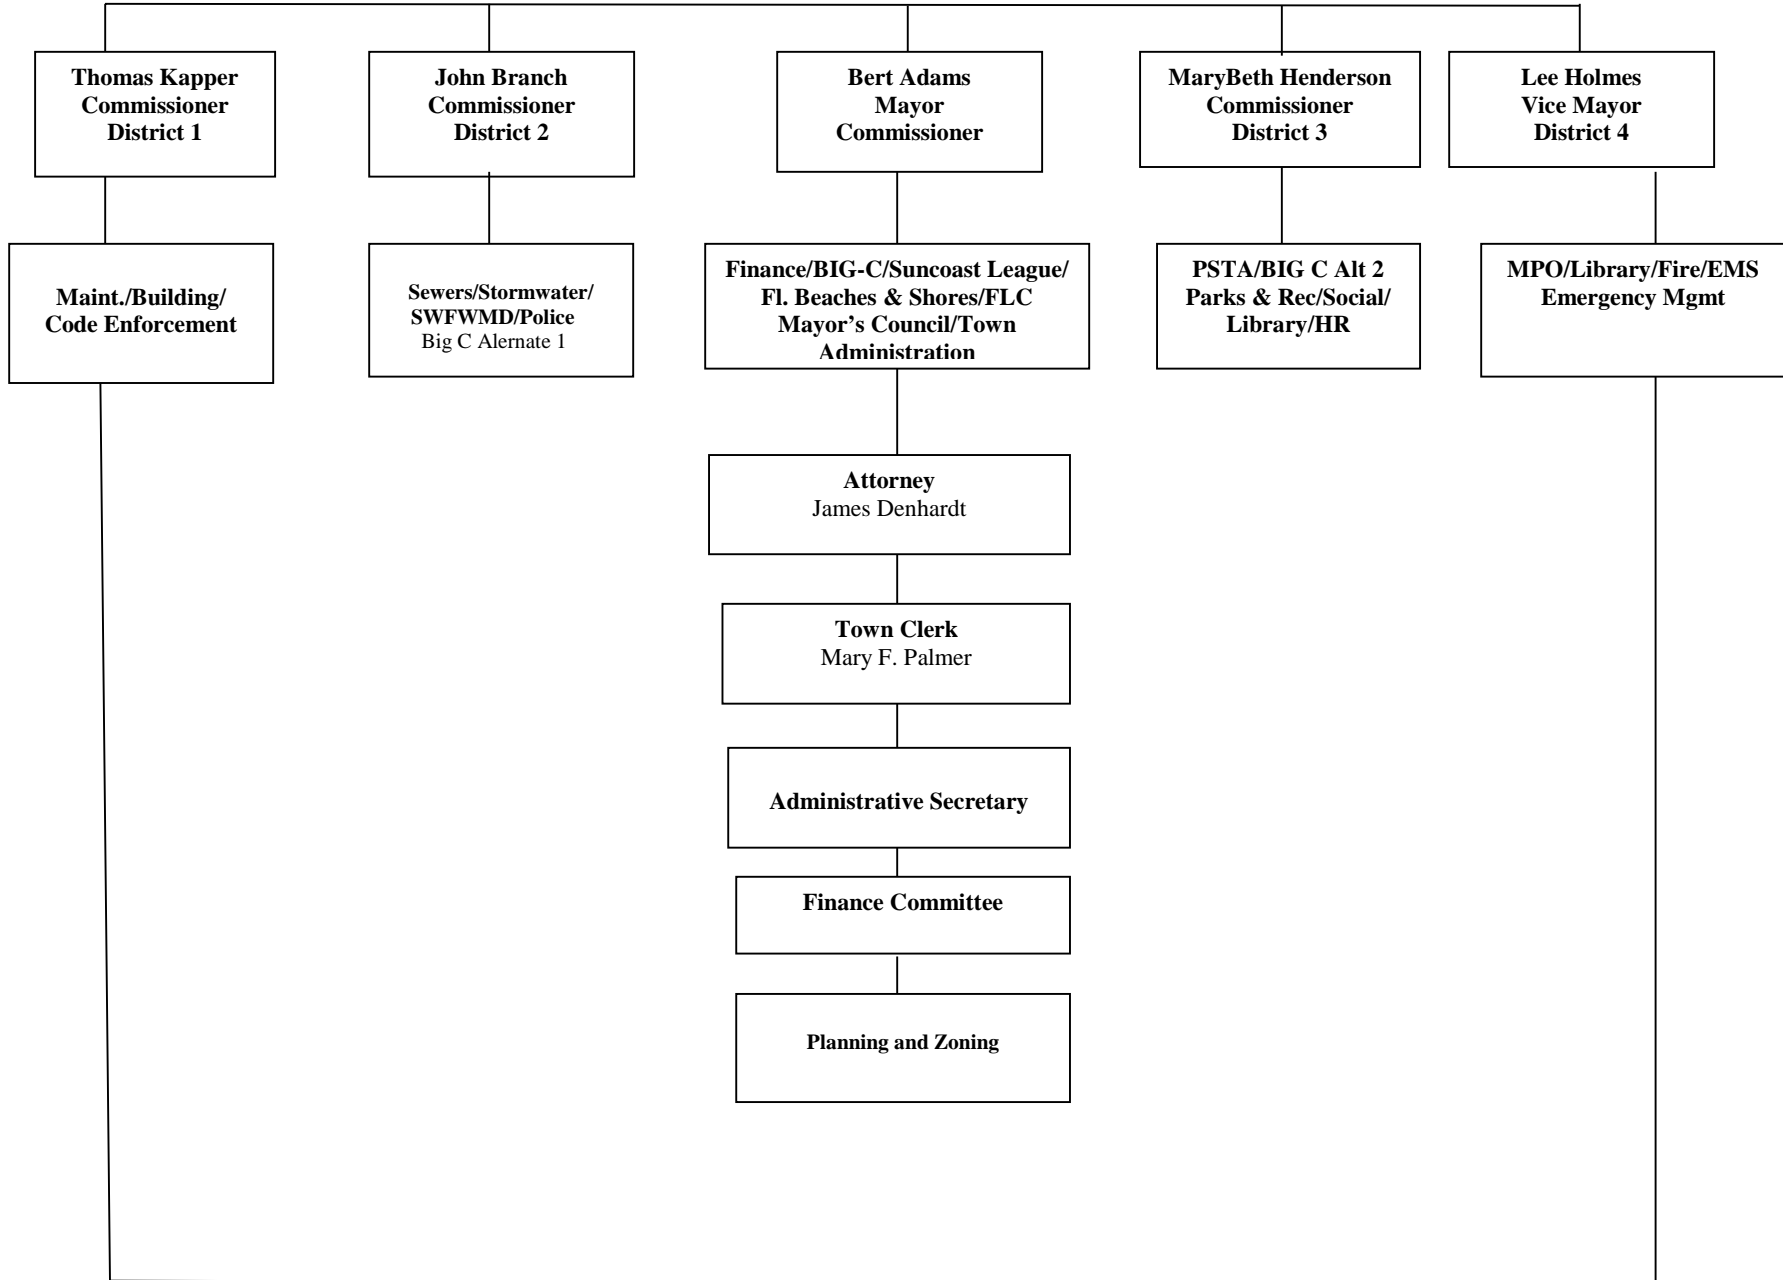 Thomas Kapper
Commissioner
District 1
John Branch
Commissioner
District 2
Bert Adams
Mayor
Commissioner
MaryBeth Henderson
Commissioner
District 3
Lee Holmes
Vice Mayor
District 4
Maint./Building/
Code Enforcement
Sewers/Stormwater/
SWFWMD/Police
Big C Alernate 1
Finance/BIG-C/Suncoast League/
Fl. Beaches & Shores/FLC
Mayor’s Council/Town
Administration
PSTA/BIG C Alt 2
Parks & Rec/Social/
Library/HR
MPO/Library/Fire/EMS
Emergency Mgmt
Attorney
James Denhardt
Town Clerk
Mary F. Palmer
Administrative Secretary
Finance Committee
Planning and Zoning